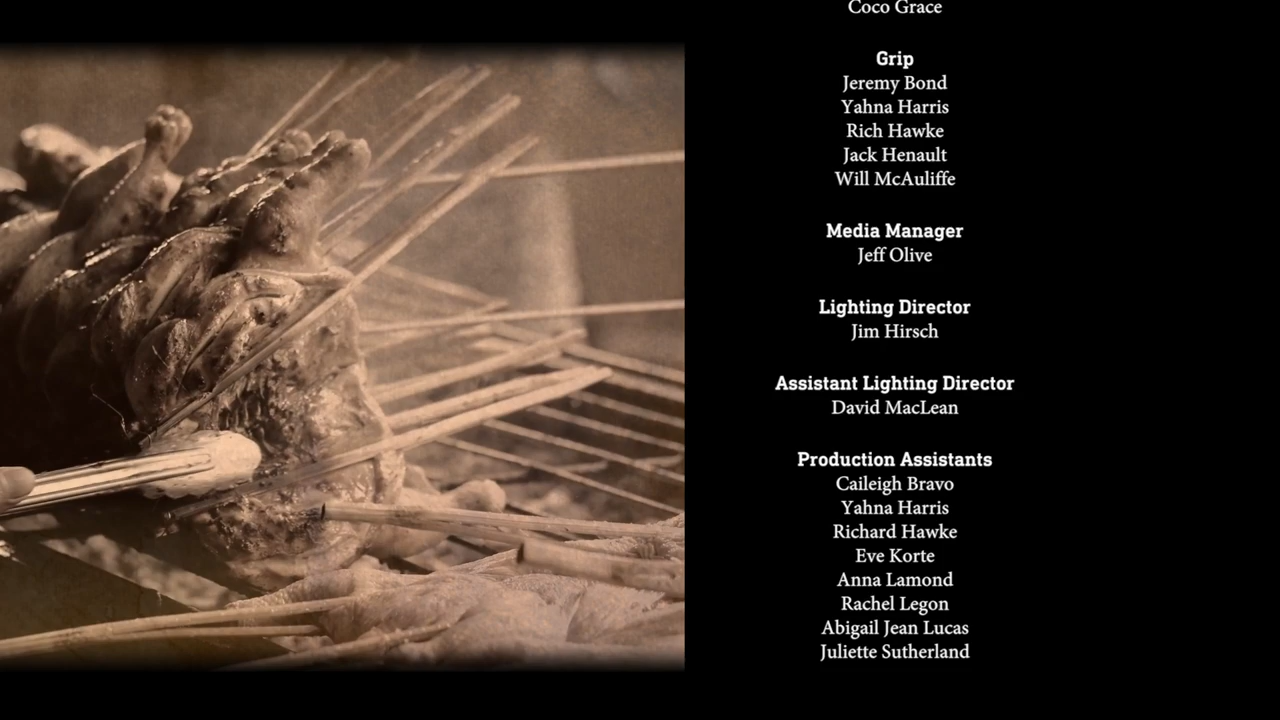 Coco Grace
Grip
Jeremy Bond
Yahna Harris
Rich Hawke
Jack Henault
Will McAuliffe
Media Manager
Jeff Olive
Lighting Director
Jim Hirsch
Assistant Lighting Director
David MacLean
Production Assistants
Caileigh Bravo
Yahna Harris
Richard Hawke
Eve Korte
Anna Lamond
Rachel Legon
Abigail Jean Lucas
Juliette Sutherland